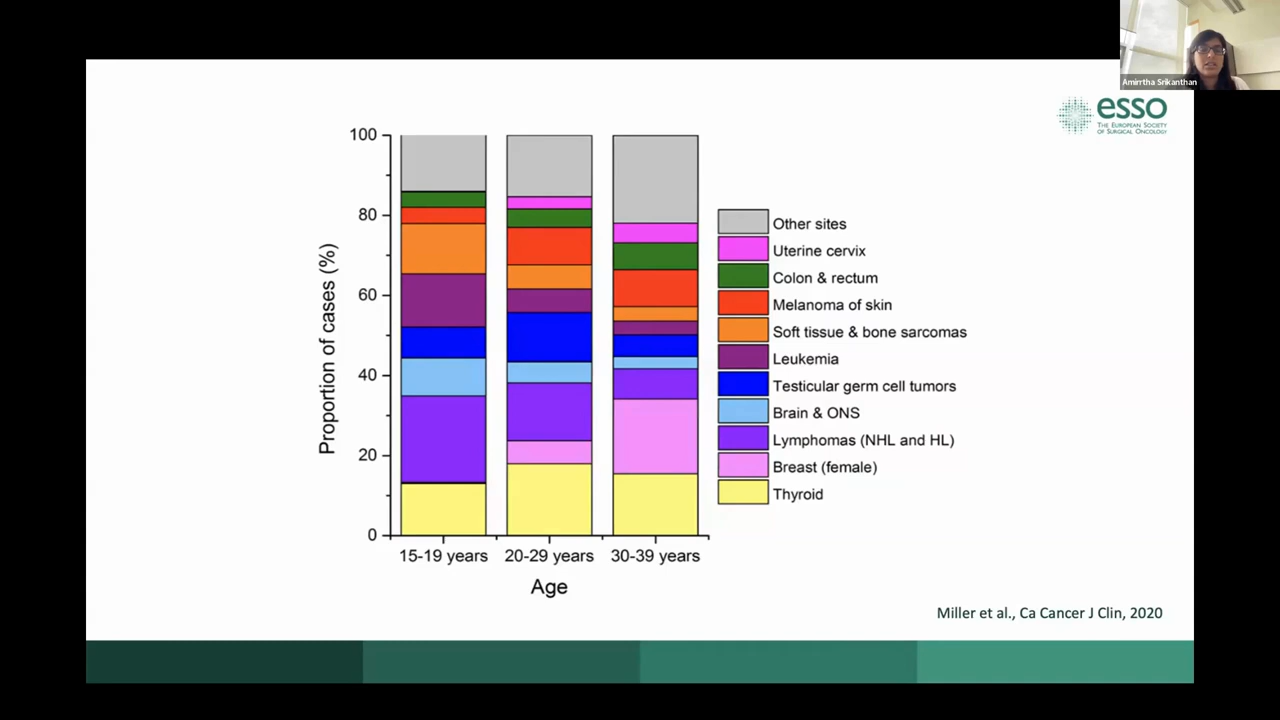 Amirrtha Srikanthan
esso
THE EUROPEAN SOCIETY
OF SURGICAL ONCOLOGY
Proportion of cases (%)
100
80
60
40
20
0
15-19 years
20-29 years
30-39 years
Age
Other sites
Uterine cervix
Colon & rectum
Melanoma of skin
Soft tissue & bone sarcomas
Leukemia
Testicular germ cell tumors
Brain & ONS
Lymphomas (NHL and HL)
Breast (female)
Thyroid
Miller et al., Ca Cancer J Clin, 2020